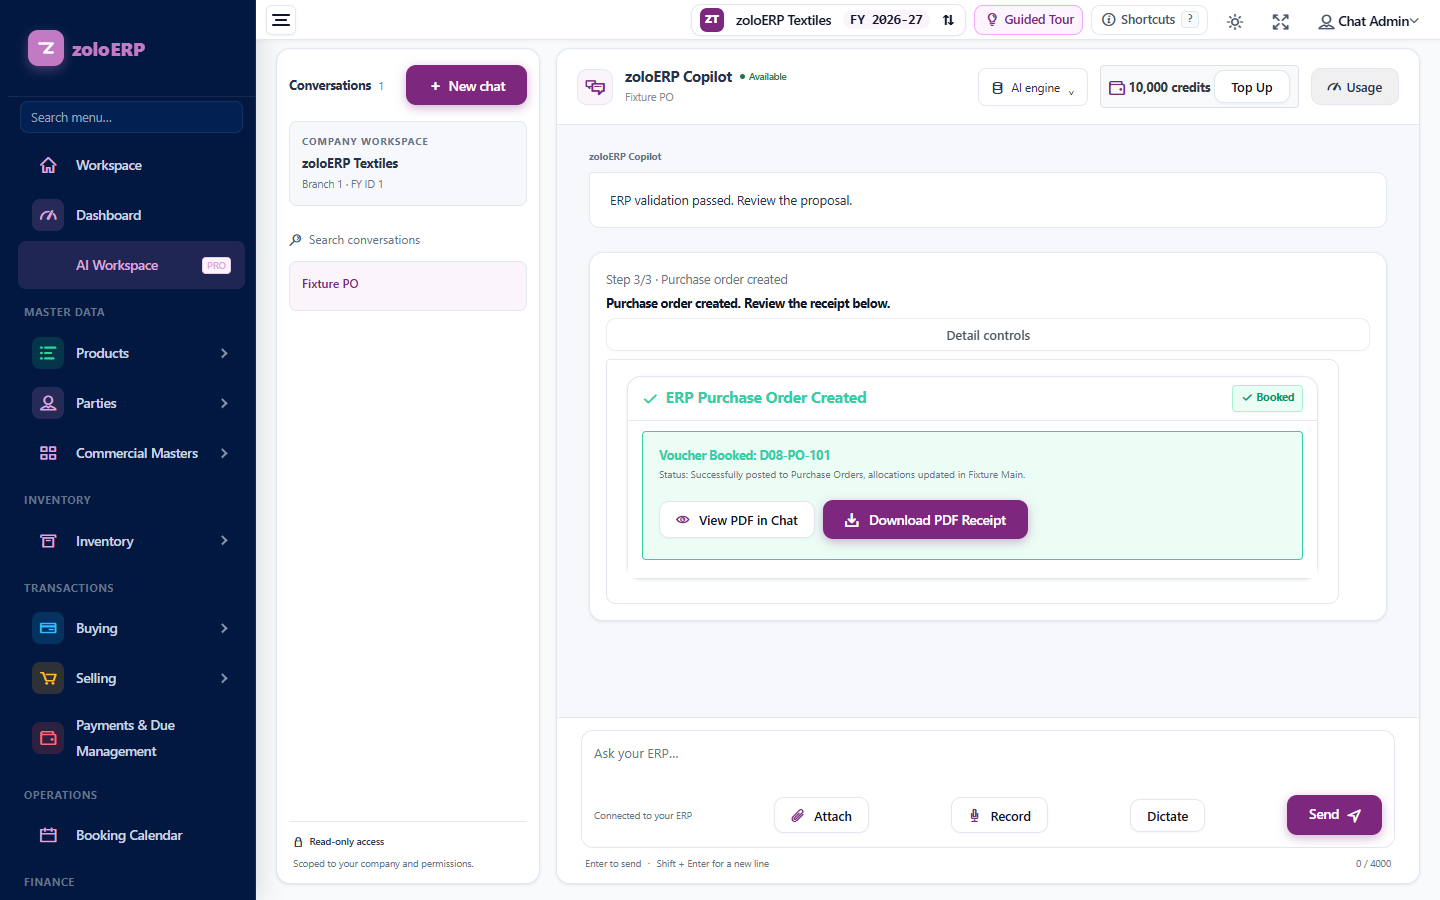 zoloERP
Search menu...
Workspace
Dashboard
AI Workspace PRO
MASTER DATA
Products
Parties
Commercial Masters
INVENTORY
Inventory
TRANSACTIONS
Buying
Selling
Payments & Due
Management
OPERATIONS
Booking Calendar
FINANCE
ZT zoloERP Textiles FY 2026-27
Guided Tour
Shortcuts ?
Chat Admin
Conversations 1
+ New chat
COMPANY WORKSPACE
zoloERP Textiles
Branch 1 · FY ID 1
Search conversations
Fixture PO
Read-only access
Scoped to your company and permissions.
zoloERP Copilot Available
Fixture PO
AI engine
10,000 credits
Top Up
Usage
zoloERP Copilot
ERP validation passed. Review the proposal.
Step 3/3 · Purchase order created
Purchase order created. Review the receipt below.
Detail controls
ERP Purchase Order Created
Booked
Voucher Booked: D08-PO-101
Status: Successfully posted to Purchase Orders, allocations updated in Fixture Main.
View PDF in Chat
Download PDF Receipt
Ask your ERP...
Connected to your ERP
Attach
Record
Dictate
Send
Enter to send · Shift + Enter for a new line
0 / 4000